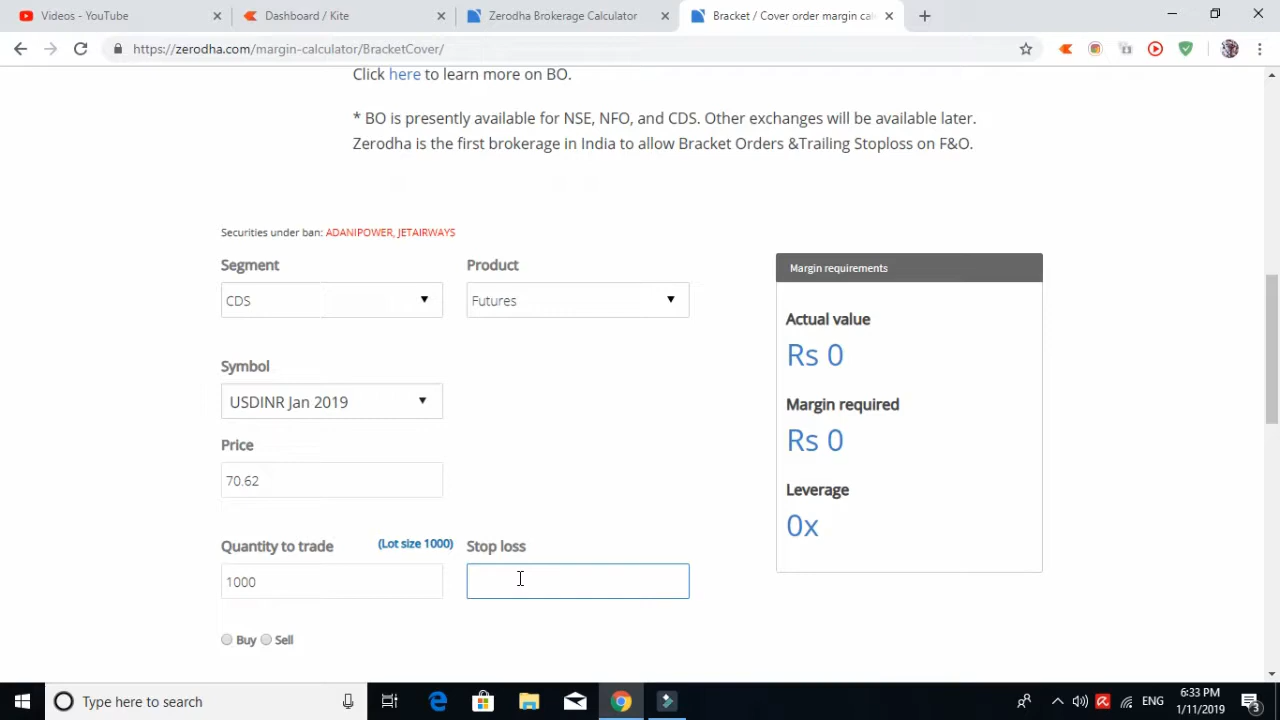 Videos - YouTube
Dashboard / Kite
Zerodha Brokerage Calculator
Bracket / Cover order margin cal
https://zerodha.com/margin-calculator/BracketCover/
Click here to learn more on BO.
* BO is presently available for NSE, NFO, and CDS. Other exchanges will be available later.
Zerodha is the first brokerage in India to allow Bracket Orders &Trailing Stoploss on F&O.
Securities under ban: ADANIPOWER, JETAIRWAYS
Segment
Product
CDS
Futures
Symbol
USDINR Jan 2019
Price
70.62
Quantity to trade
(Lot size 1000)
Stop loss
1000
Buy
Sell
Margin requirements
Actual value
Rs 0
Margin required
Rs 0
Leverage
0x
Type here to search
ENG
6:33 PM
1/11/2019
3